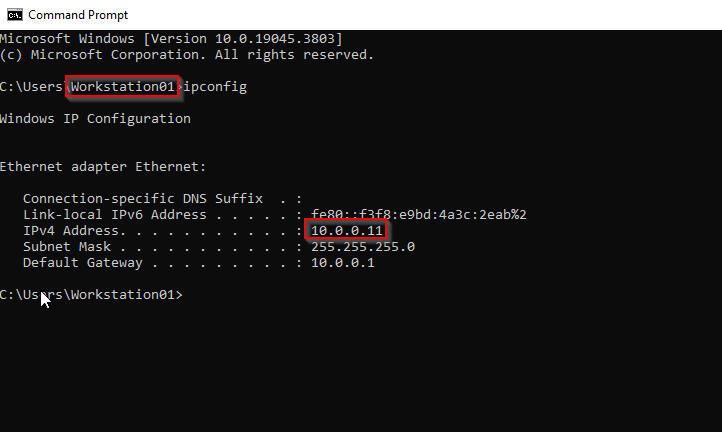 Command Prompt
Microsoft Windows [Version 10.0.19045.3803]
(c) Microsoft Corporation. All rights reserved.
C:\Users\Workstation01>ipconfig
Windows IP Configuration
Ethernet adapter Ethernet:
Connection-specific DNS Suffix  . :
Link-local IPv6 Address . . . . . : fe80::f3f8:e9bd:4a3c:2eab%2
IPv4 Address. . . . . . . . . . . : 10.0.0.11
Subnet Mask . . . . . . . . . . . : 255.255.255.0
Default Gateway . . . . . . . . . : 10.0.0.1
C:\Users\Workstation01>